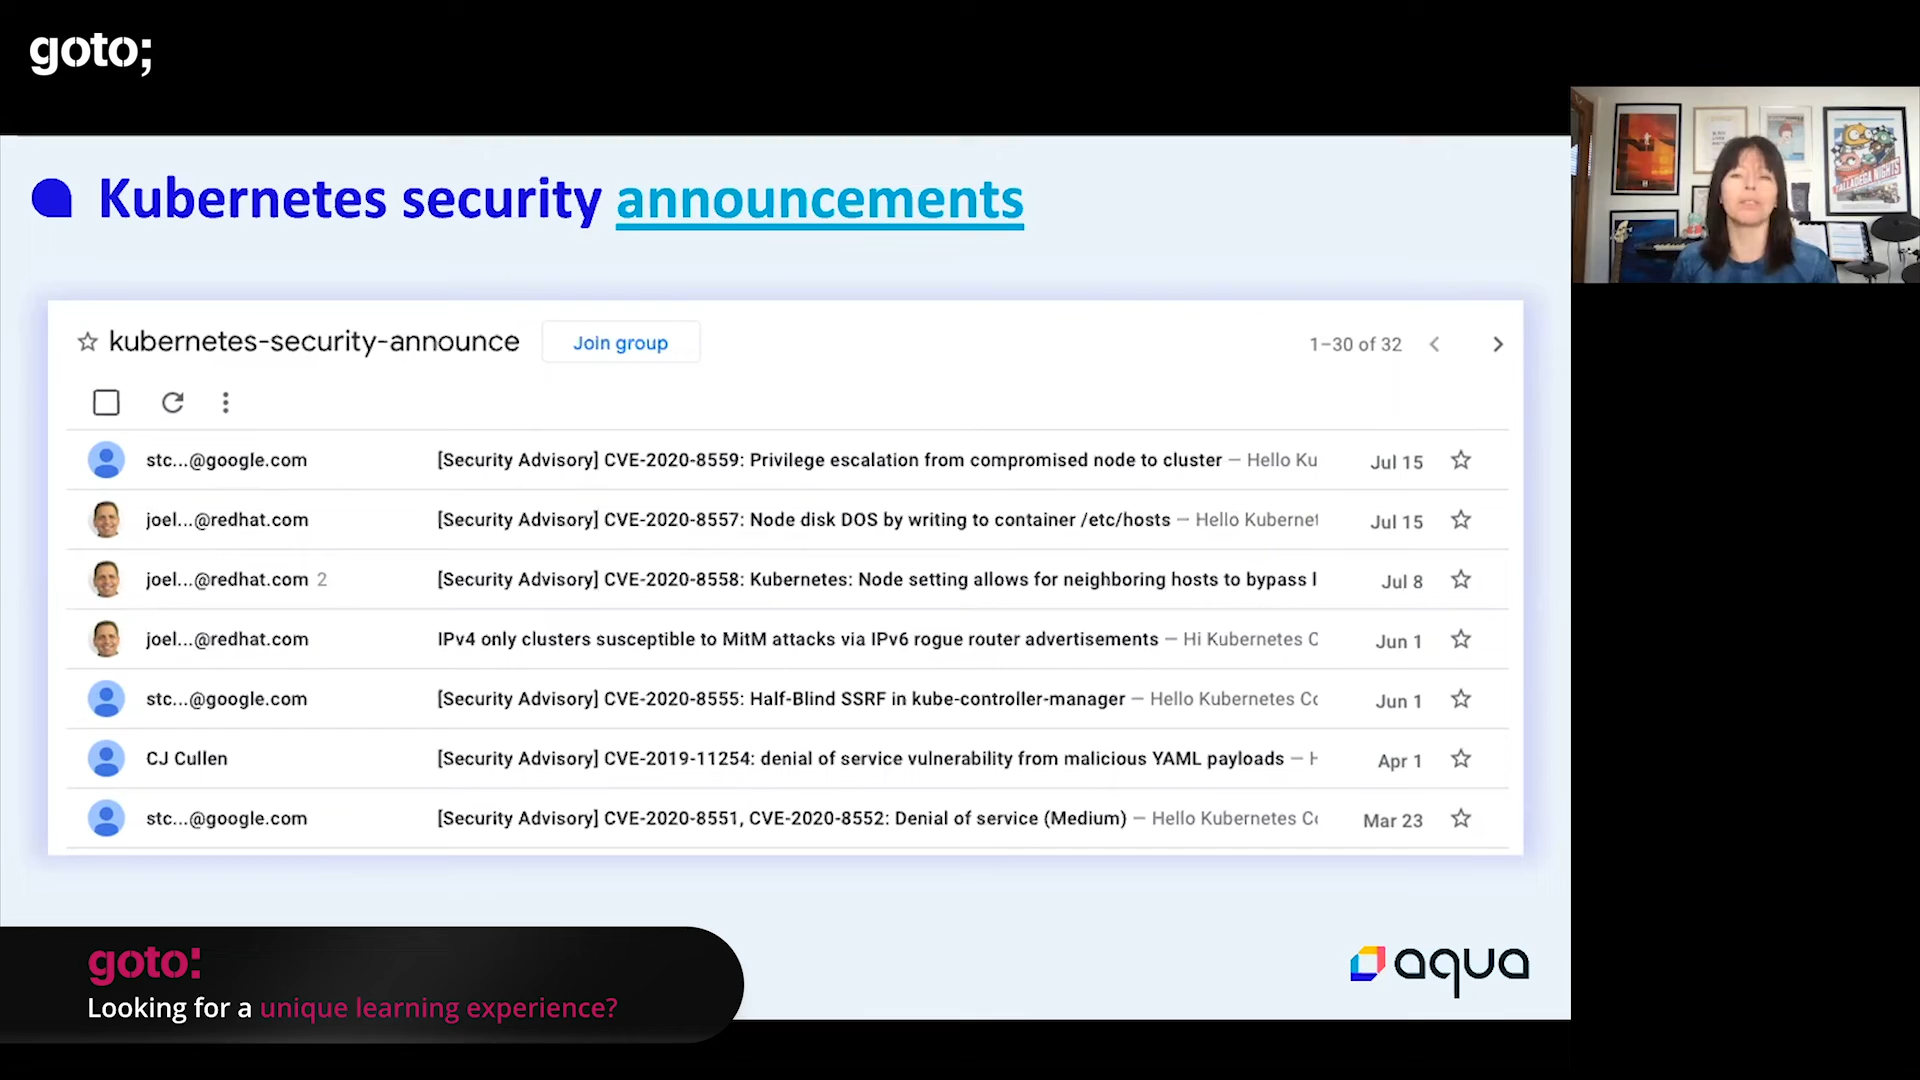 goto;
Kubernetes security announcements
kubernetes-security-announce Join group 1–30 of 32
stc...@google.com [Security Advisory] CVE-2020-8559: Privilege escalation from compromised node to cluster — Hello Ku Jul 15
joel...@redhat.com [Security Advisory] CVE-2020-8557: Node disk DOS by writing to container /etc/hosts — Hello Kubernet Jul 15
joel...@redhat.com 2 [Security Advisory] CVE-2020-8558: Kubernetes: Node setting allows for neighboring hosts to bypass l Jul 8
joel...@redhat.com IPv4 only clusters susceptible to MitM attacks via IPv6 rogue router advertisements — Hi Kubernetes C Jun 1
stc...@google.com [Security Advisory] CVE-2020-8555: Half-Blind SSRF in kube-controller-manager — Hello Kubernetes Co Jun 1
CJ Cullen [Security Advisory] CVE-2019-11254: denial of service vulnerability from malicious YAML payloads — H Apr 1
stc...@google.com [Security Advisory] CVE-2020-8551, CVE-2020-8552: Denial of service (Medium) — Hello Kubernetes Co Mar 23
goto;
Looking for a unique learning experience?
aqua
TALLADEGA NIGHTS